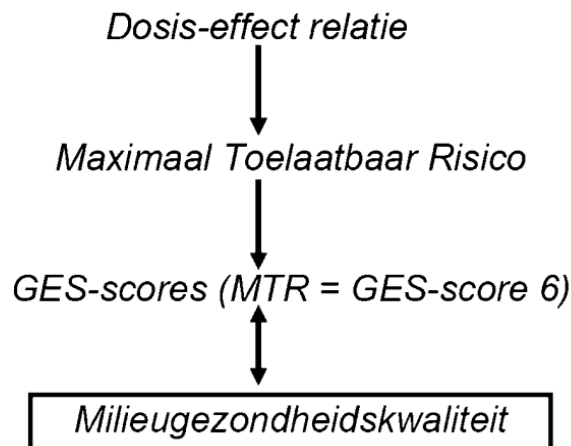 Dosis-effect relatie
Maximaal Toelaatbaar Risico
GES-scores (MTR = GES-score 6)
Milieugezondheidskwaliteit